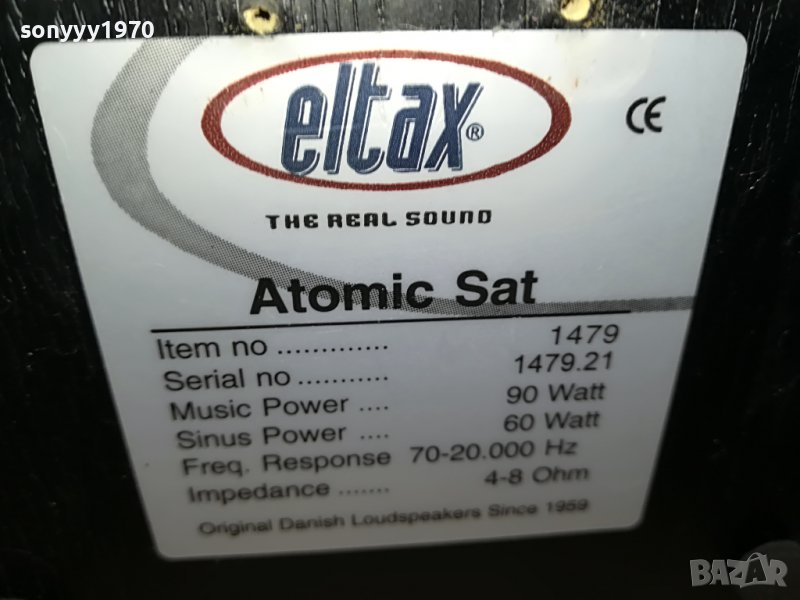 sonyyy1970
eltax®
CE
THE REAL SOUND
Atomic Sat
Item no ............. 1479
Serial no ........... 1479.21
Music Power .... 90 Watt
Sinus Power .... 60 Watt
Freq. Response 70-20.000 Hz
Impedance ....... 4-8 Ohm
Original Danish Loudspeakers Since 1959
BAZAR